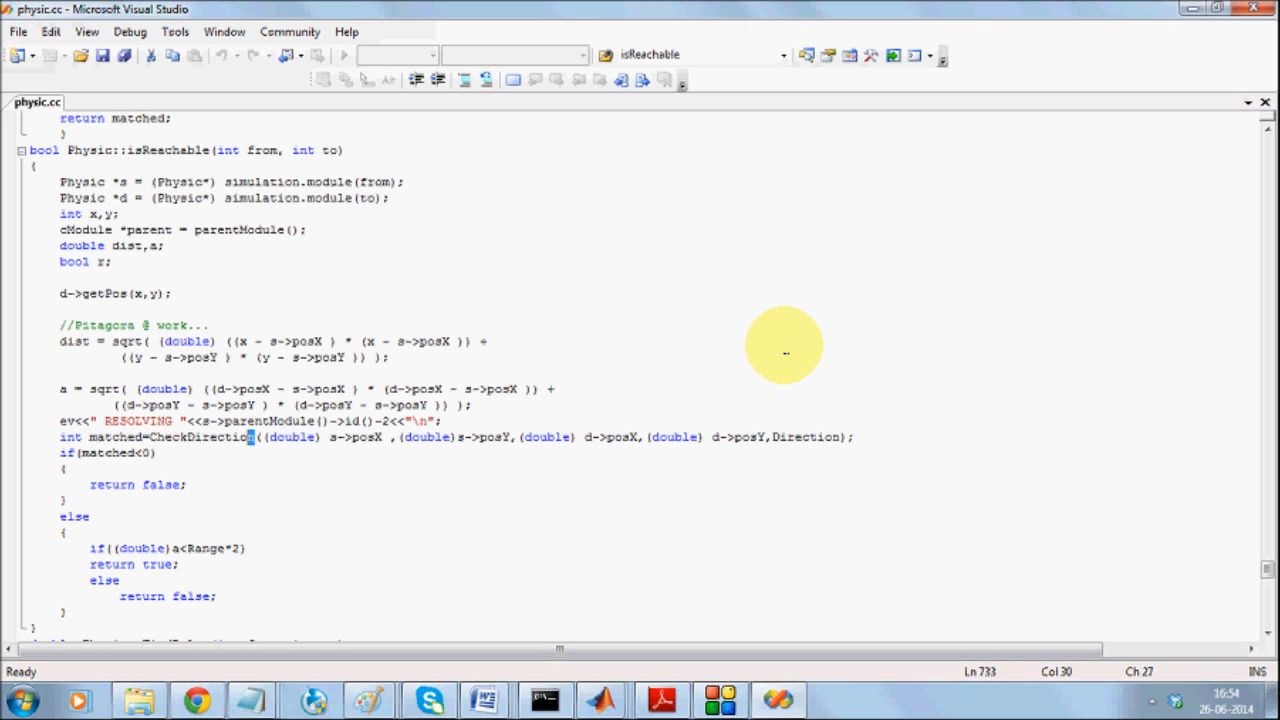 physic.cc - Microsoft Visual Studio
File Edit View Debug Tools Window Community Help
isReachable
physic.cc
return matched;
}
bool Physic::isReachable(int from, int to)
{
Physic *s = (Physic*) simulation.module(from);
Physic *d = (Physic*) simulation.module(to);
int x,y;
cModule *parent = parentModule();
double dist,a;
bool r;
d->getPos(x,y);
//Pitagora @ work...
dist = sqrt( (double) ((x - s->posX ) * (x - s->posX )) +
((y - s->posY ) * (y - s->posY )) );
a = sqrt( (double) ((d->posX - s->posX ) * (d->posX - s->posX )) +
((d->posY - s->posY ) * (d->posY - s->posY )) );
ev<<" RESOLVING "<<s->parentModule()->id()-2<<"\n";
int matched=CheckDirection((double) s->posX ,(double)s->posY,(double) d->posX,(double) d->posY,Direction);
if(matched<0)
{
return false;
}
else
{
if((double)a<Range*2)
return true;
else
return false;
}
}
Ready Ln 733 Col 30 Ch 27 INS
16:54
26-06-2014